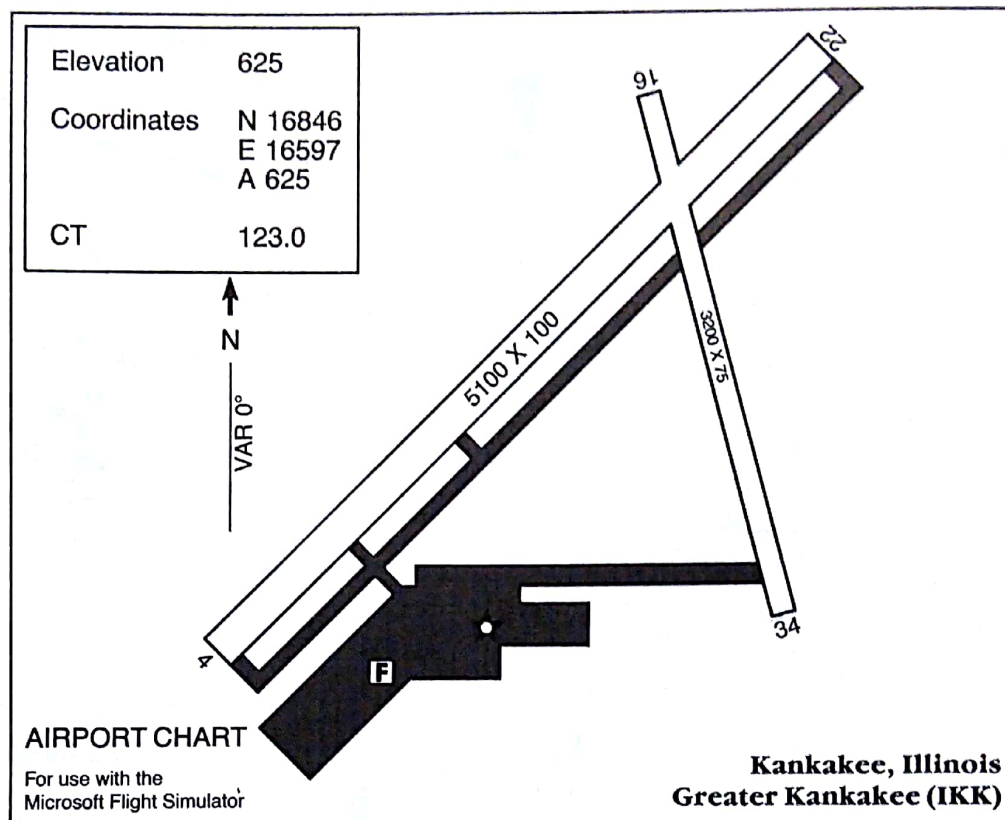 Elevation 625
Coordinates N 16846
E 16597
A 625
CT 123.0
N
VAR 0°
22
16
5100 X 100
3200 X 75
4
34
F
AIRPORT CHART
For use with the
Microsoft Flight Simulator
Kankakee, Illinois
Greater Kankakee (IKK)